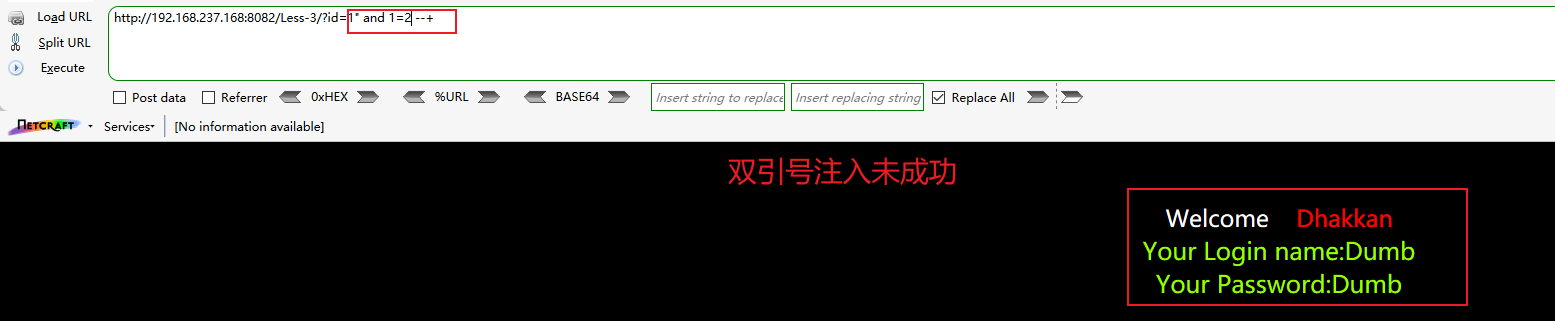 Load URL
http://192.168.237.168:8082/Less-3/?id=1" and 1=2 --+
Split URL
Execute
Post data Referrer 0xHEX %URL BASE64 Insert string to replace Insert replacing string Replace All
NETCRAFT Services [No information available]
双引号注入未成功
Welcome Dhakkan
Your Login name:Dumb
Your Password:Dumb